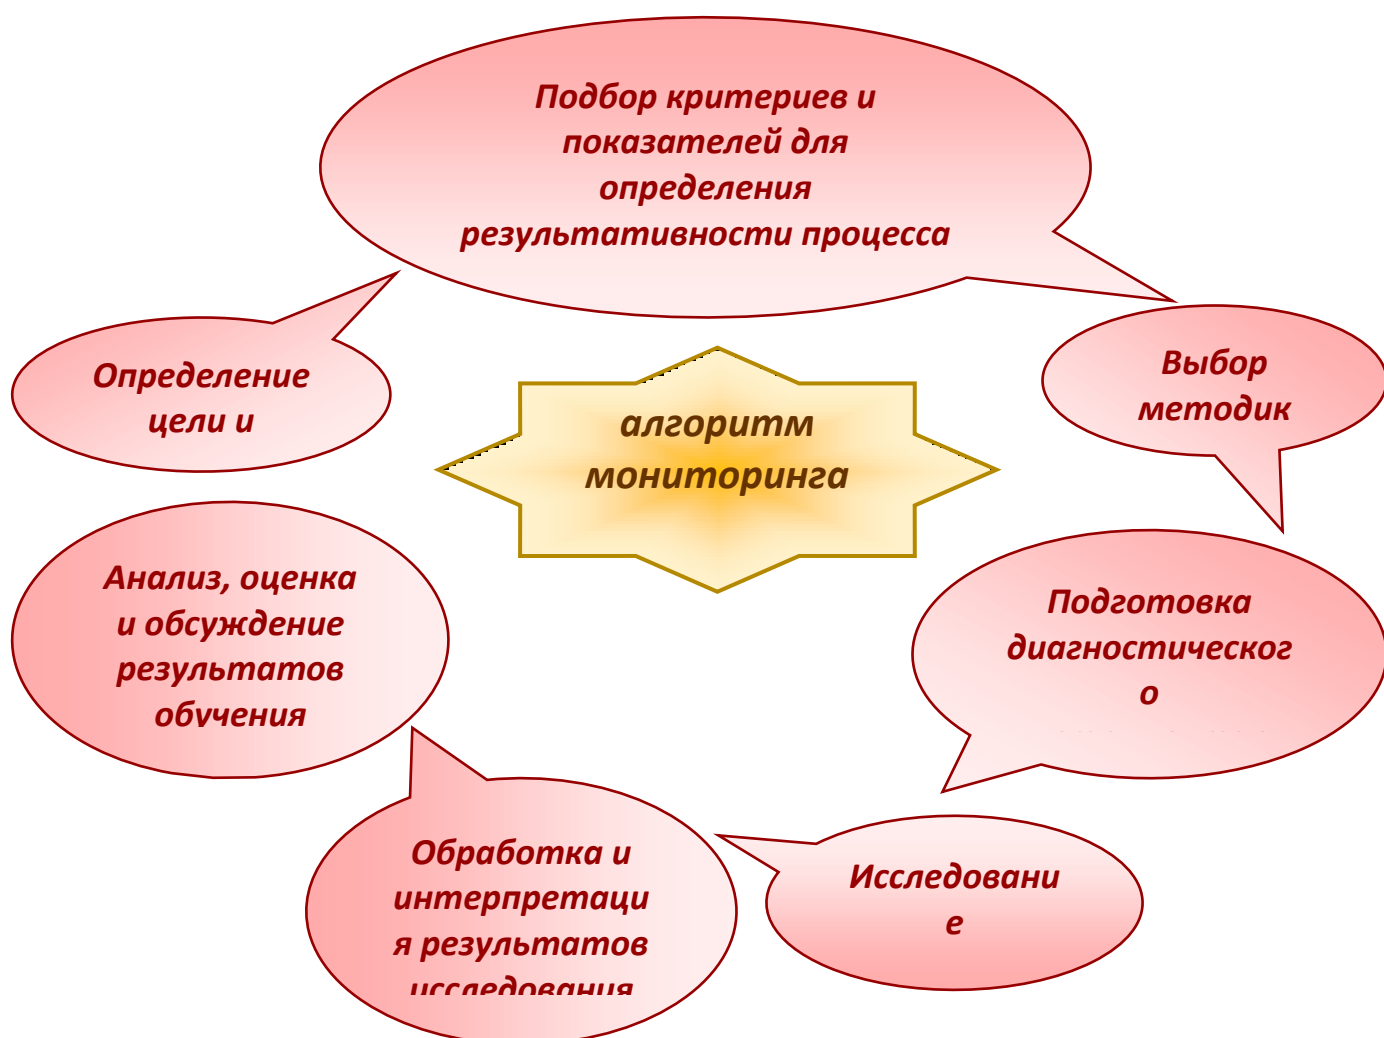 Подбор критериев и
показателей для
определения
результативности процесса
Определение
цели и
алгоритм
мониторинга
Выбор
методик
Анализ, оценка
и обсуждение
результатов
обучения
Подготовка
диагностическог
о
Обработка и
интерпретаци
я результатов
исследования
Исследовани
е